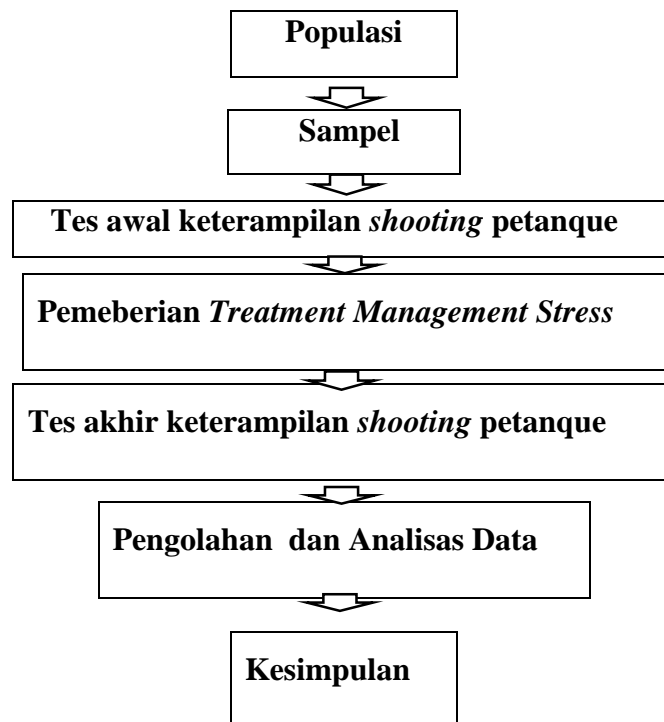 Populasi
Sampel
Tes awal keterampilan shooting petanque
Pemeberian Treatment Management Stress
Tes akhir keterampilan shooting petanque
Pengolahan dan Analisas Data
Kesimpulan